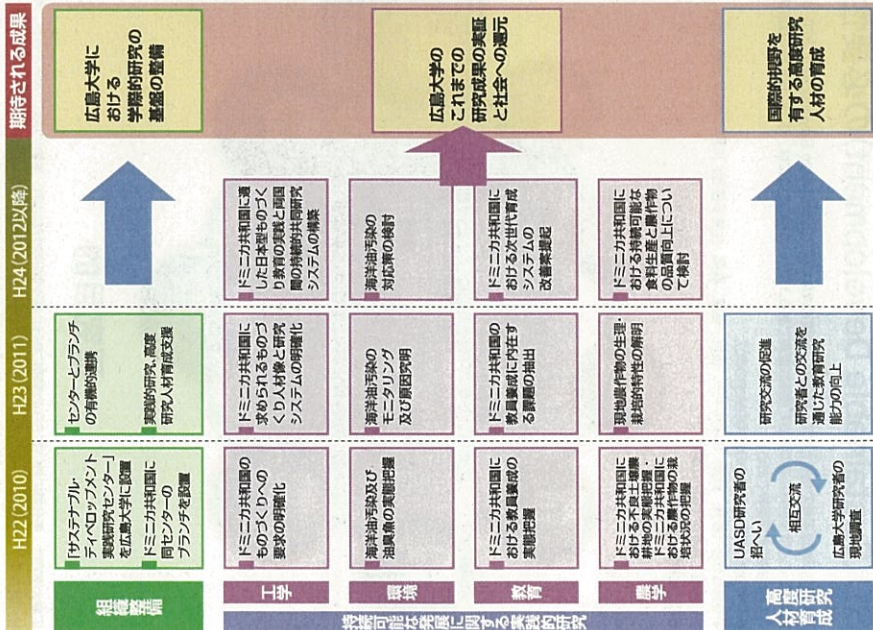 H22(2010)
H23(2011)
H24(2012以降)
期待される成果
組織整備
「サステナブル・
ディベロップメント
実践研究センター」
を広島大学に設置
ドミニカ共和国に
同センターの
ブランチを設置
センターとブランチ
の有機的連携
実践的研究、高度
研究人材育成支援
広島大学に
おける
学際的研究の
基盤の整備
持続可能な発展に関する実践的研究
工学
ドミニカ共和国の
ものづくりへの
要求の明確化
ドミニカ共和国に
求められるものづ
くり人材像と研究
システムの明確化
ドミニカ共和国に適
した日本型ものづく
り教育の実践と両国
間の持続的共同研究
システムの構築
環境
海洋油汚染及び
油臭魚の実態把握
海洋油汚染の
モニタリング
及び原因究明
海洋油汚染の
対応策の検討
教育
ドミニカ共和国に
おける教員養成の
実態把握
ドミニカ共和国の
教員養成に内在す
る課題の抽出
ドミニカ共和国に
おける次世代育成
システムの
改善案提起
農学
ドミニカ共和国に
おける不良土壌農
耕地の実態把握・
ドミニカ共和国に
おける農作物の栽
培状況の把握
現地農作物の生理・
栽培的特性の解明
ドミニカ共和国に
おける持続可能な
食料生産と農作物
の品質向上につい
て検討
広島大学の
これまでの
研究成果の実証
と社会への還元
高度研究
人材育成
UASD研究者の
招へい
相互交流
広島大学研究者の
現地調査
研究交流の促進
研究者との交流を
通じた教育研究
能力の向上
国際的視野を
有する高度研究
人材の育成